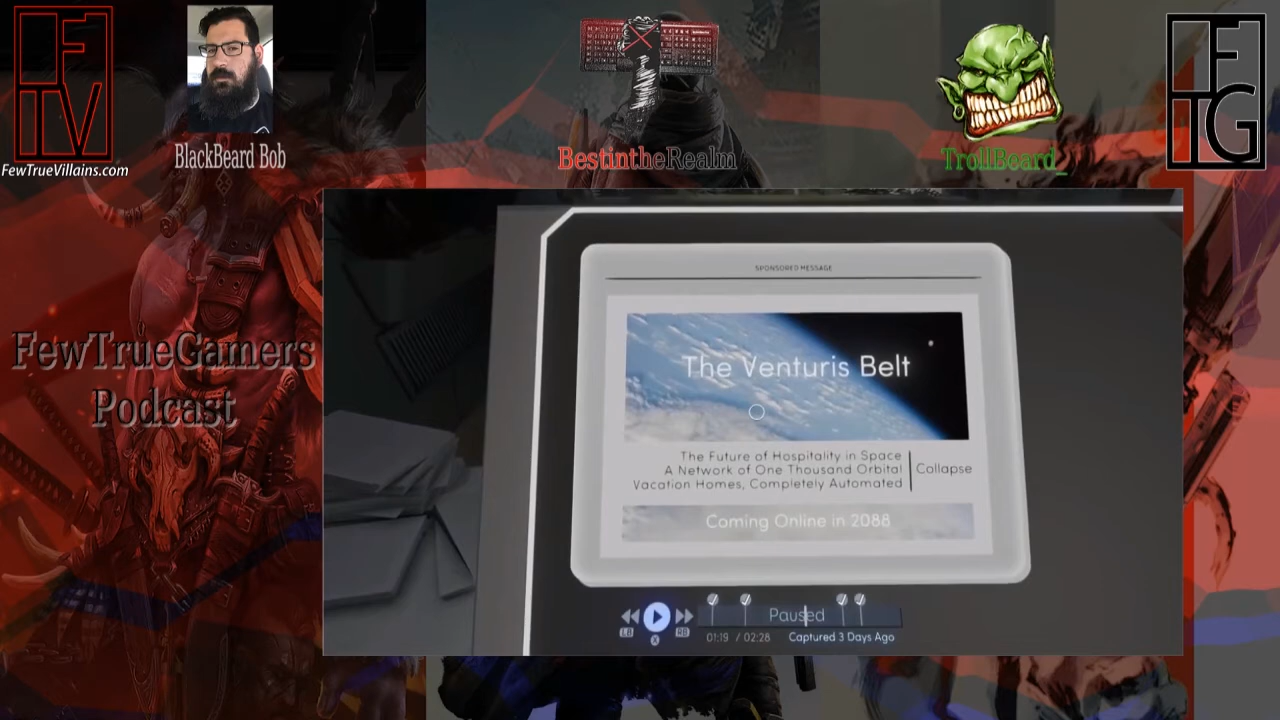 FTV
FewTrueVillains.com
BlackBeard Bob
BestintheRealm
TrollBeard_
FTG
FewTrueGamers
Podcast
SPONSORED MESSAGE
The Venturis Belt
The Future of Hospitality in Space
A Network of One Thousand Orbital
Vacation Homes, Completely Automated
Collapse
Coming Online in 2088
LB
X
RB
Paused
01:19 / 02:28
Captured 3 Days Ago